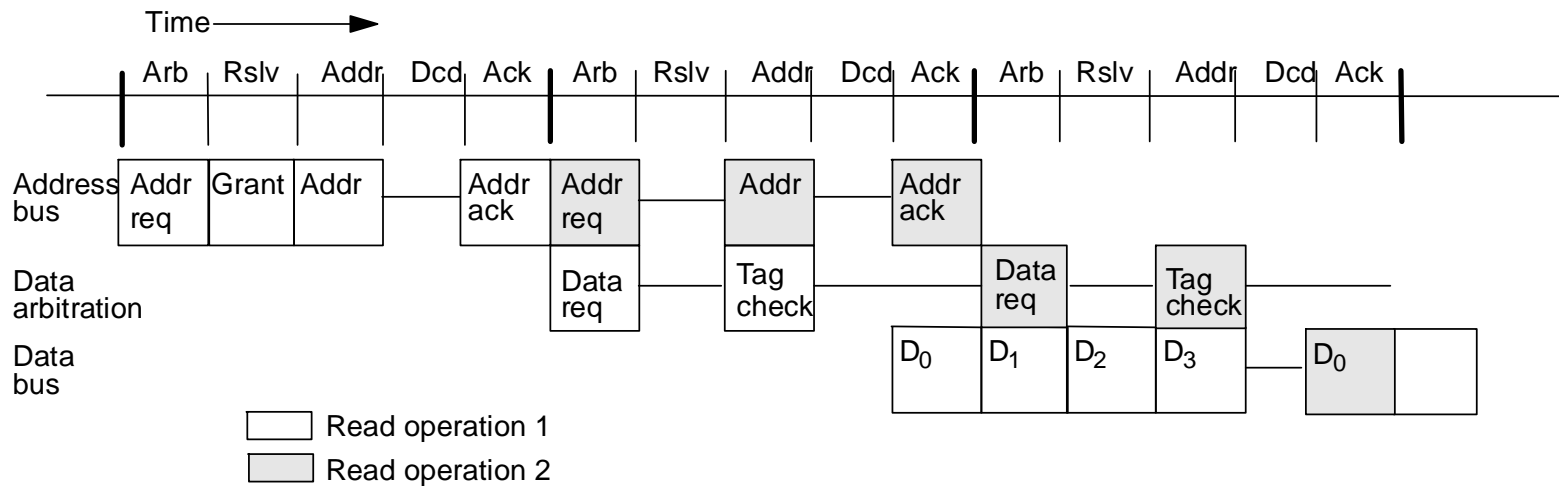 Time
Arb Rslv Addr Dcd Ack Arb Rslv Addr Dcd Ack Arb Rslv Addr Dcd Ack
Address
bus
Addr
req
Grant
Addr
Addr
ack
Addr
req
Addr
Addr
ack
Data
arbitration
Data
req
Tag
check
Data
req
Tag
check
Data
bus
D0
D1
D2
D3
D0
Read operation 1
Read operation 2